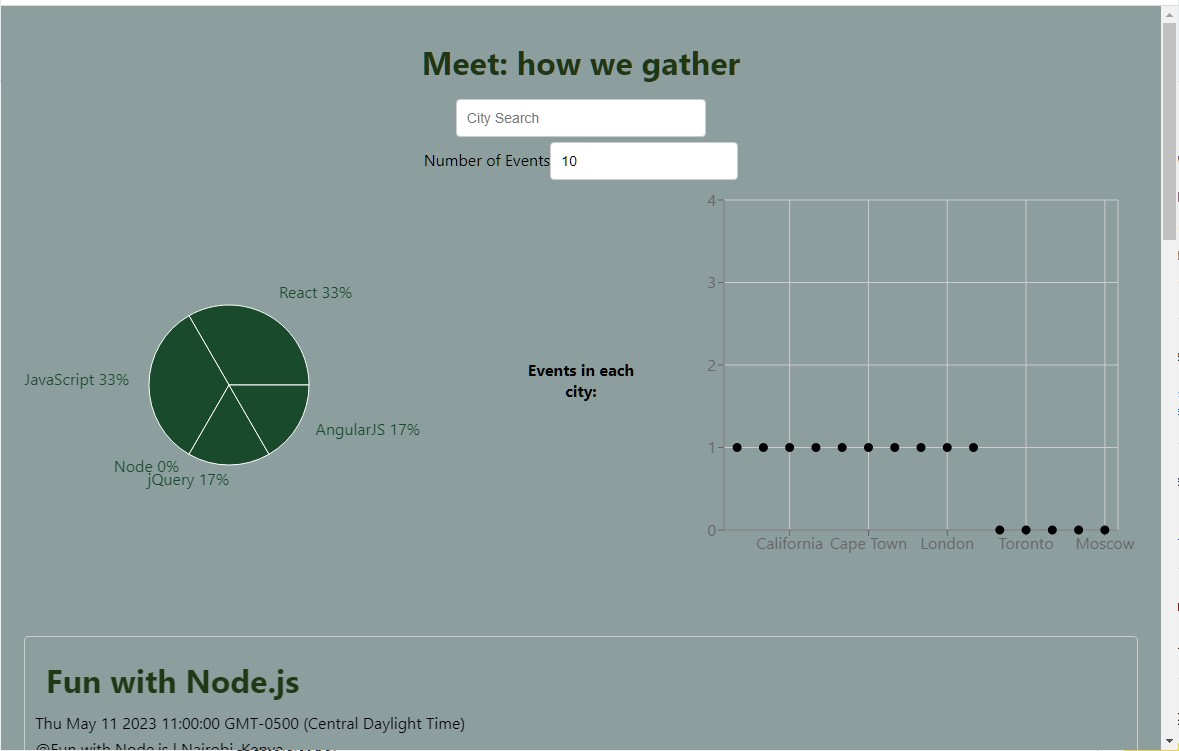 Meet: how we gather
City Search
Number of Events 10
React 33%
JavaScript 33%
AngularJS 17%
Node 0%
jQuery 17%
Events in each
city:
4
3
2
1
0
California Cape Town London Toronto Moscow
Fun with Node.js
Thu May 11 2023 11:00:00 GMT-0500 (Central Daylight Time)
@Fun with Node.js | Nairobi, Kenya